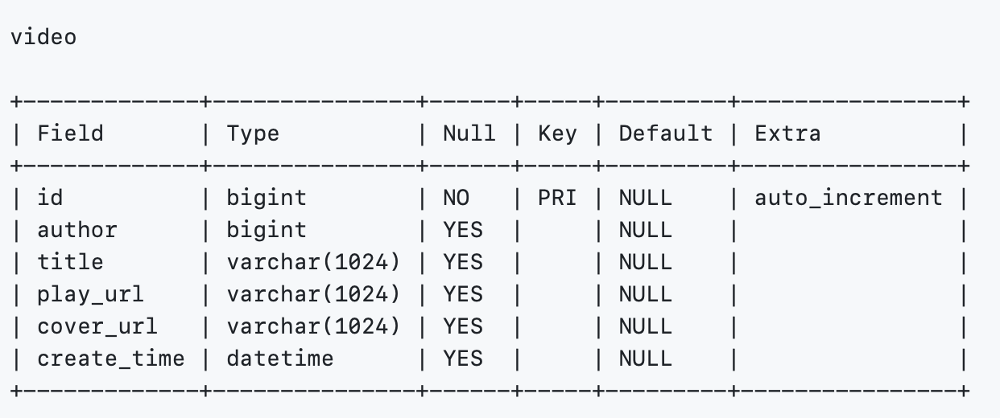 video
+-------------+---------------+------+-----+---------+----------------+
| Field       | Type          | Null | Key | Default | Extra          |
+-------------+---------------+------+-----+---------+----------------+
| id          | bigint        | NO   | PRI | NULL    | auto_increment |
| author      | bigint        | YES  |     | NULL    |                |
| title       | varchar(1024) | YES  |     | NULL    |                |
| play_url    | varchar(1024) | YES  |     | NULL    |                |
| cover_url   | varchar(1024) | YES  |     | NULL    |                |
| create_time | datetime      | YES  |     | NULL    |                |
+-------------+---------------+------+-----+---------+----------------+